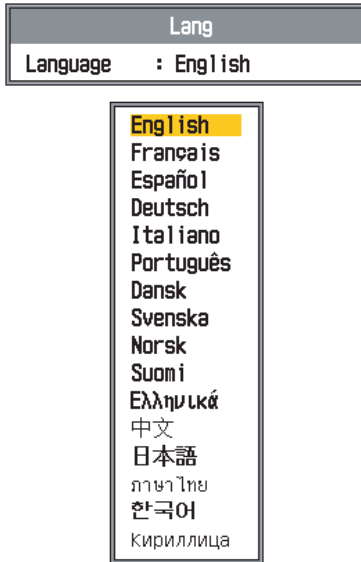 Lang
Language : English
English
Français
Español
Deutsch
Italiano
Português
Dansk
Svenska
Norsk
Suomi
Ελληνικά
中文
日本語
ภาษาไทย
한국어
Кириллица